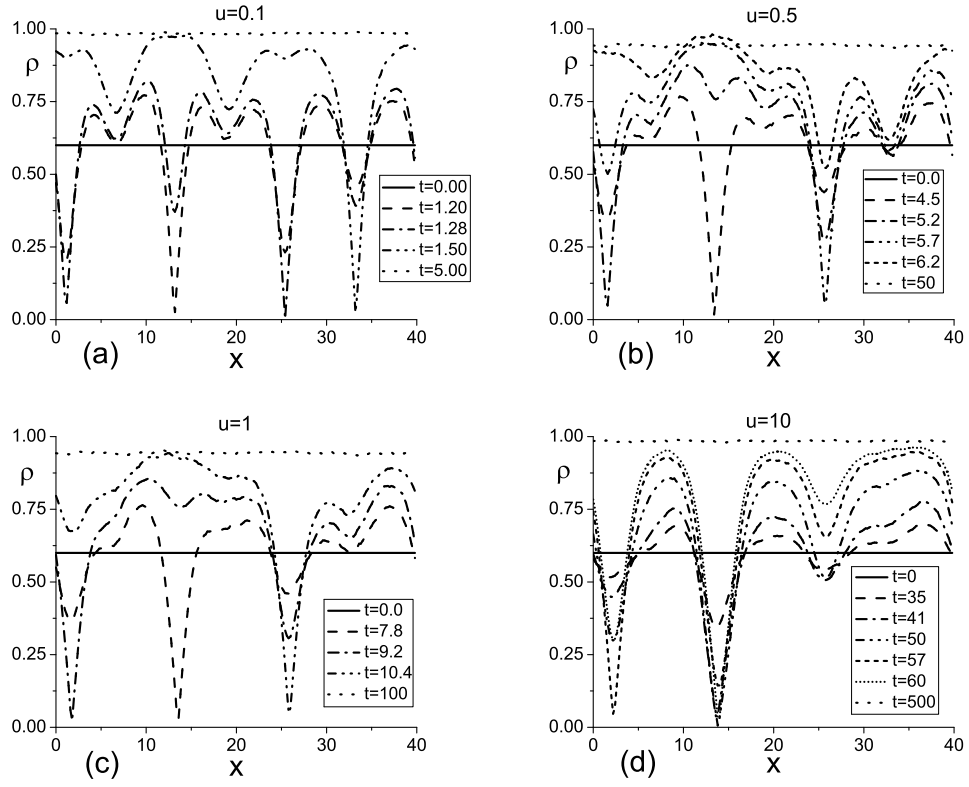 u=0.1
1.00
ρ
0.75
0.50
0.25
0.00
0
10
20
30
40
(a)
x
t=0.00
t=1.20
t=1.28
t=1.50
t=5.00
u=0.5
1.00
ρ
0.75
0.50
0.25
0.00
0
10
20
30
40
(b)
x
t=0.0
t=4.5
t=5.2
t=5.7
t=6.2
t=50
u=1
1.00
ρ
0.75
0.50
0.25
0.00
0
10
20
30
40
(c)
x
t=0.0
t=7.8
t=9.2
t=10.4
t=100
u=10
1.00
ρ
0.75
0.50
0.25
0.00
0
10
20
30
40
(d)
x
t=0
t=35
t=41
t=50
t=57
t=60
t=500